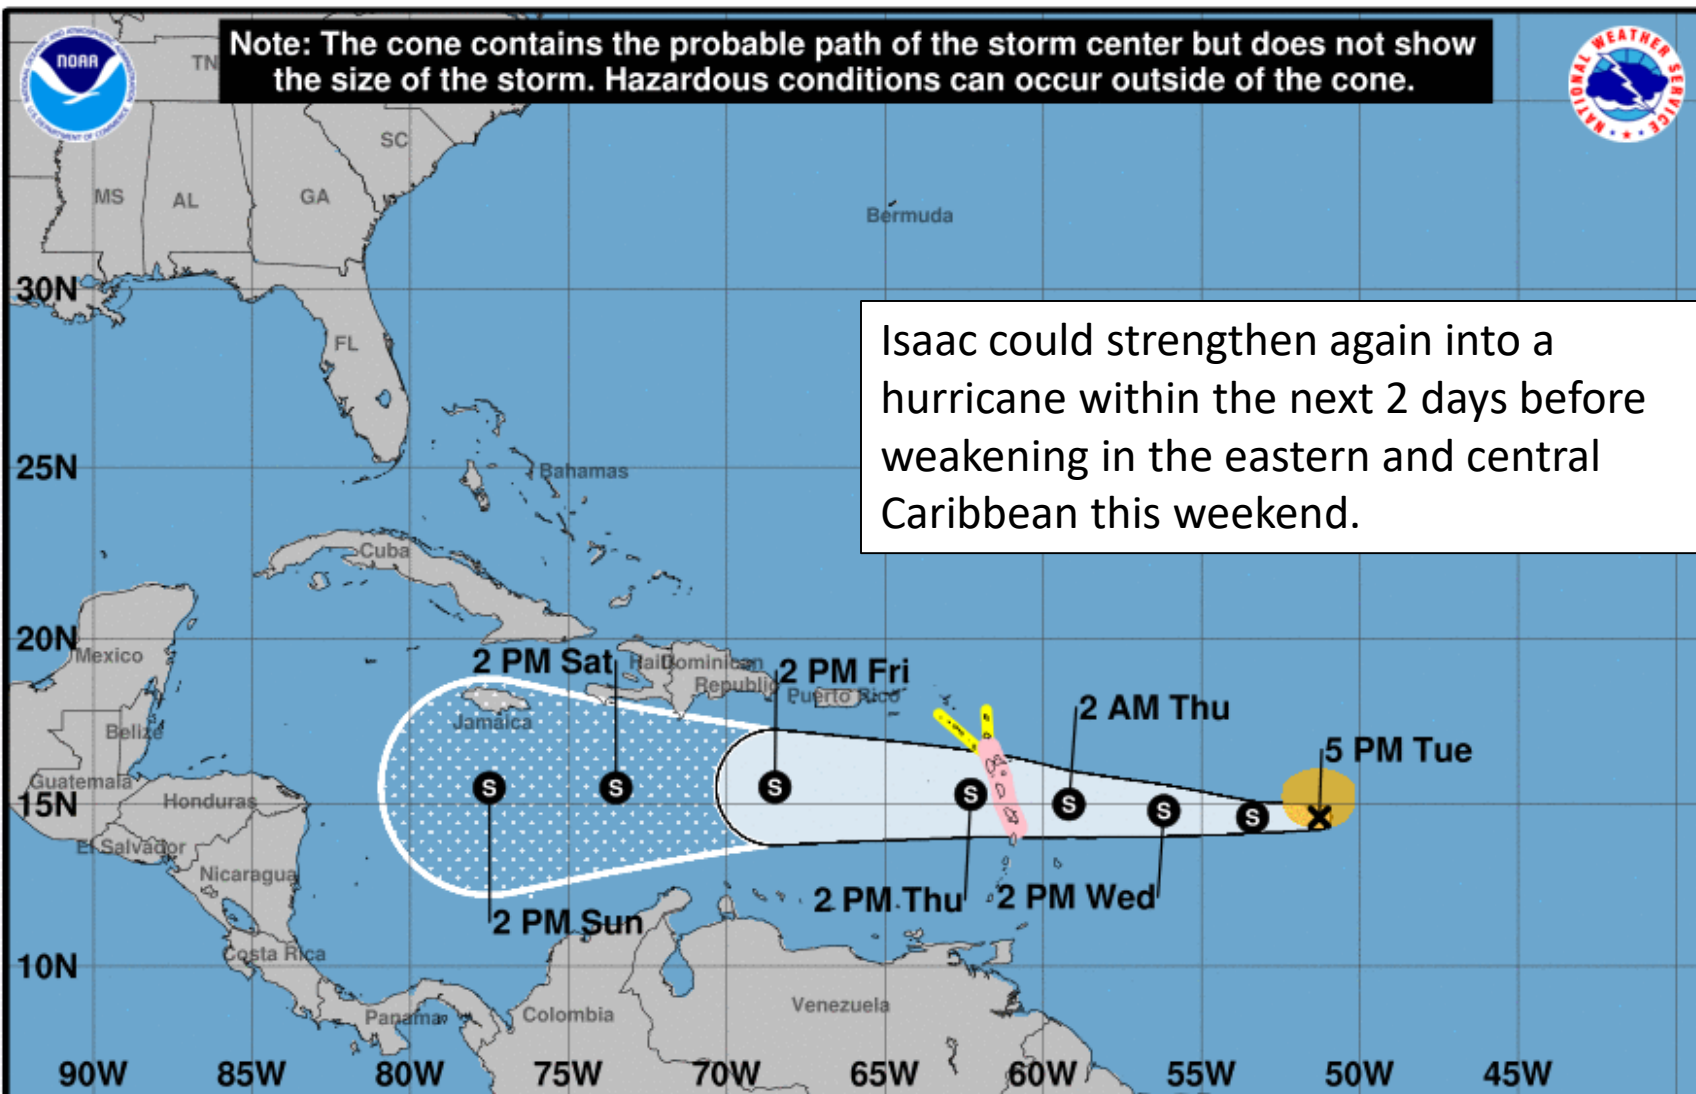 Note: The cone contains the probable path of the storm center but does not show
the size of the storm. Hazardous conditions can occur outside of the cone.
NOAA
NATIONAL WEATHER SERVICE
TN
SC
MS
AL
GA
Bermuda
30N
FL
Isaac could strengthen again into a
hurricane within the next 2 days before
weakening in the eastern and central
Caribbean this weekend.
25N
Bahamas
Cuba
20N
Mexico
2 PM Sat
Hai
Dominican
Republic
2 PM Fri
Puerto Rico
2 AM Thu
Jamaica
Belize
5 PM Tue
Guatemala
Honduras
15N
S
S
S
S
S
S
S
El Salvador
Nicaragua
2 PM Thu
2 PM Wed
2 PM Sun
Costa Rica
10N
Panama
Colombia
Venezuela
90W
85W
80W
75W
70W
65W
60W
55W
50W
45W